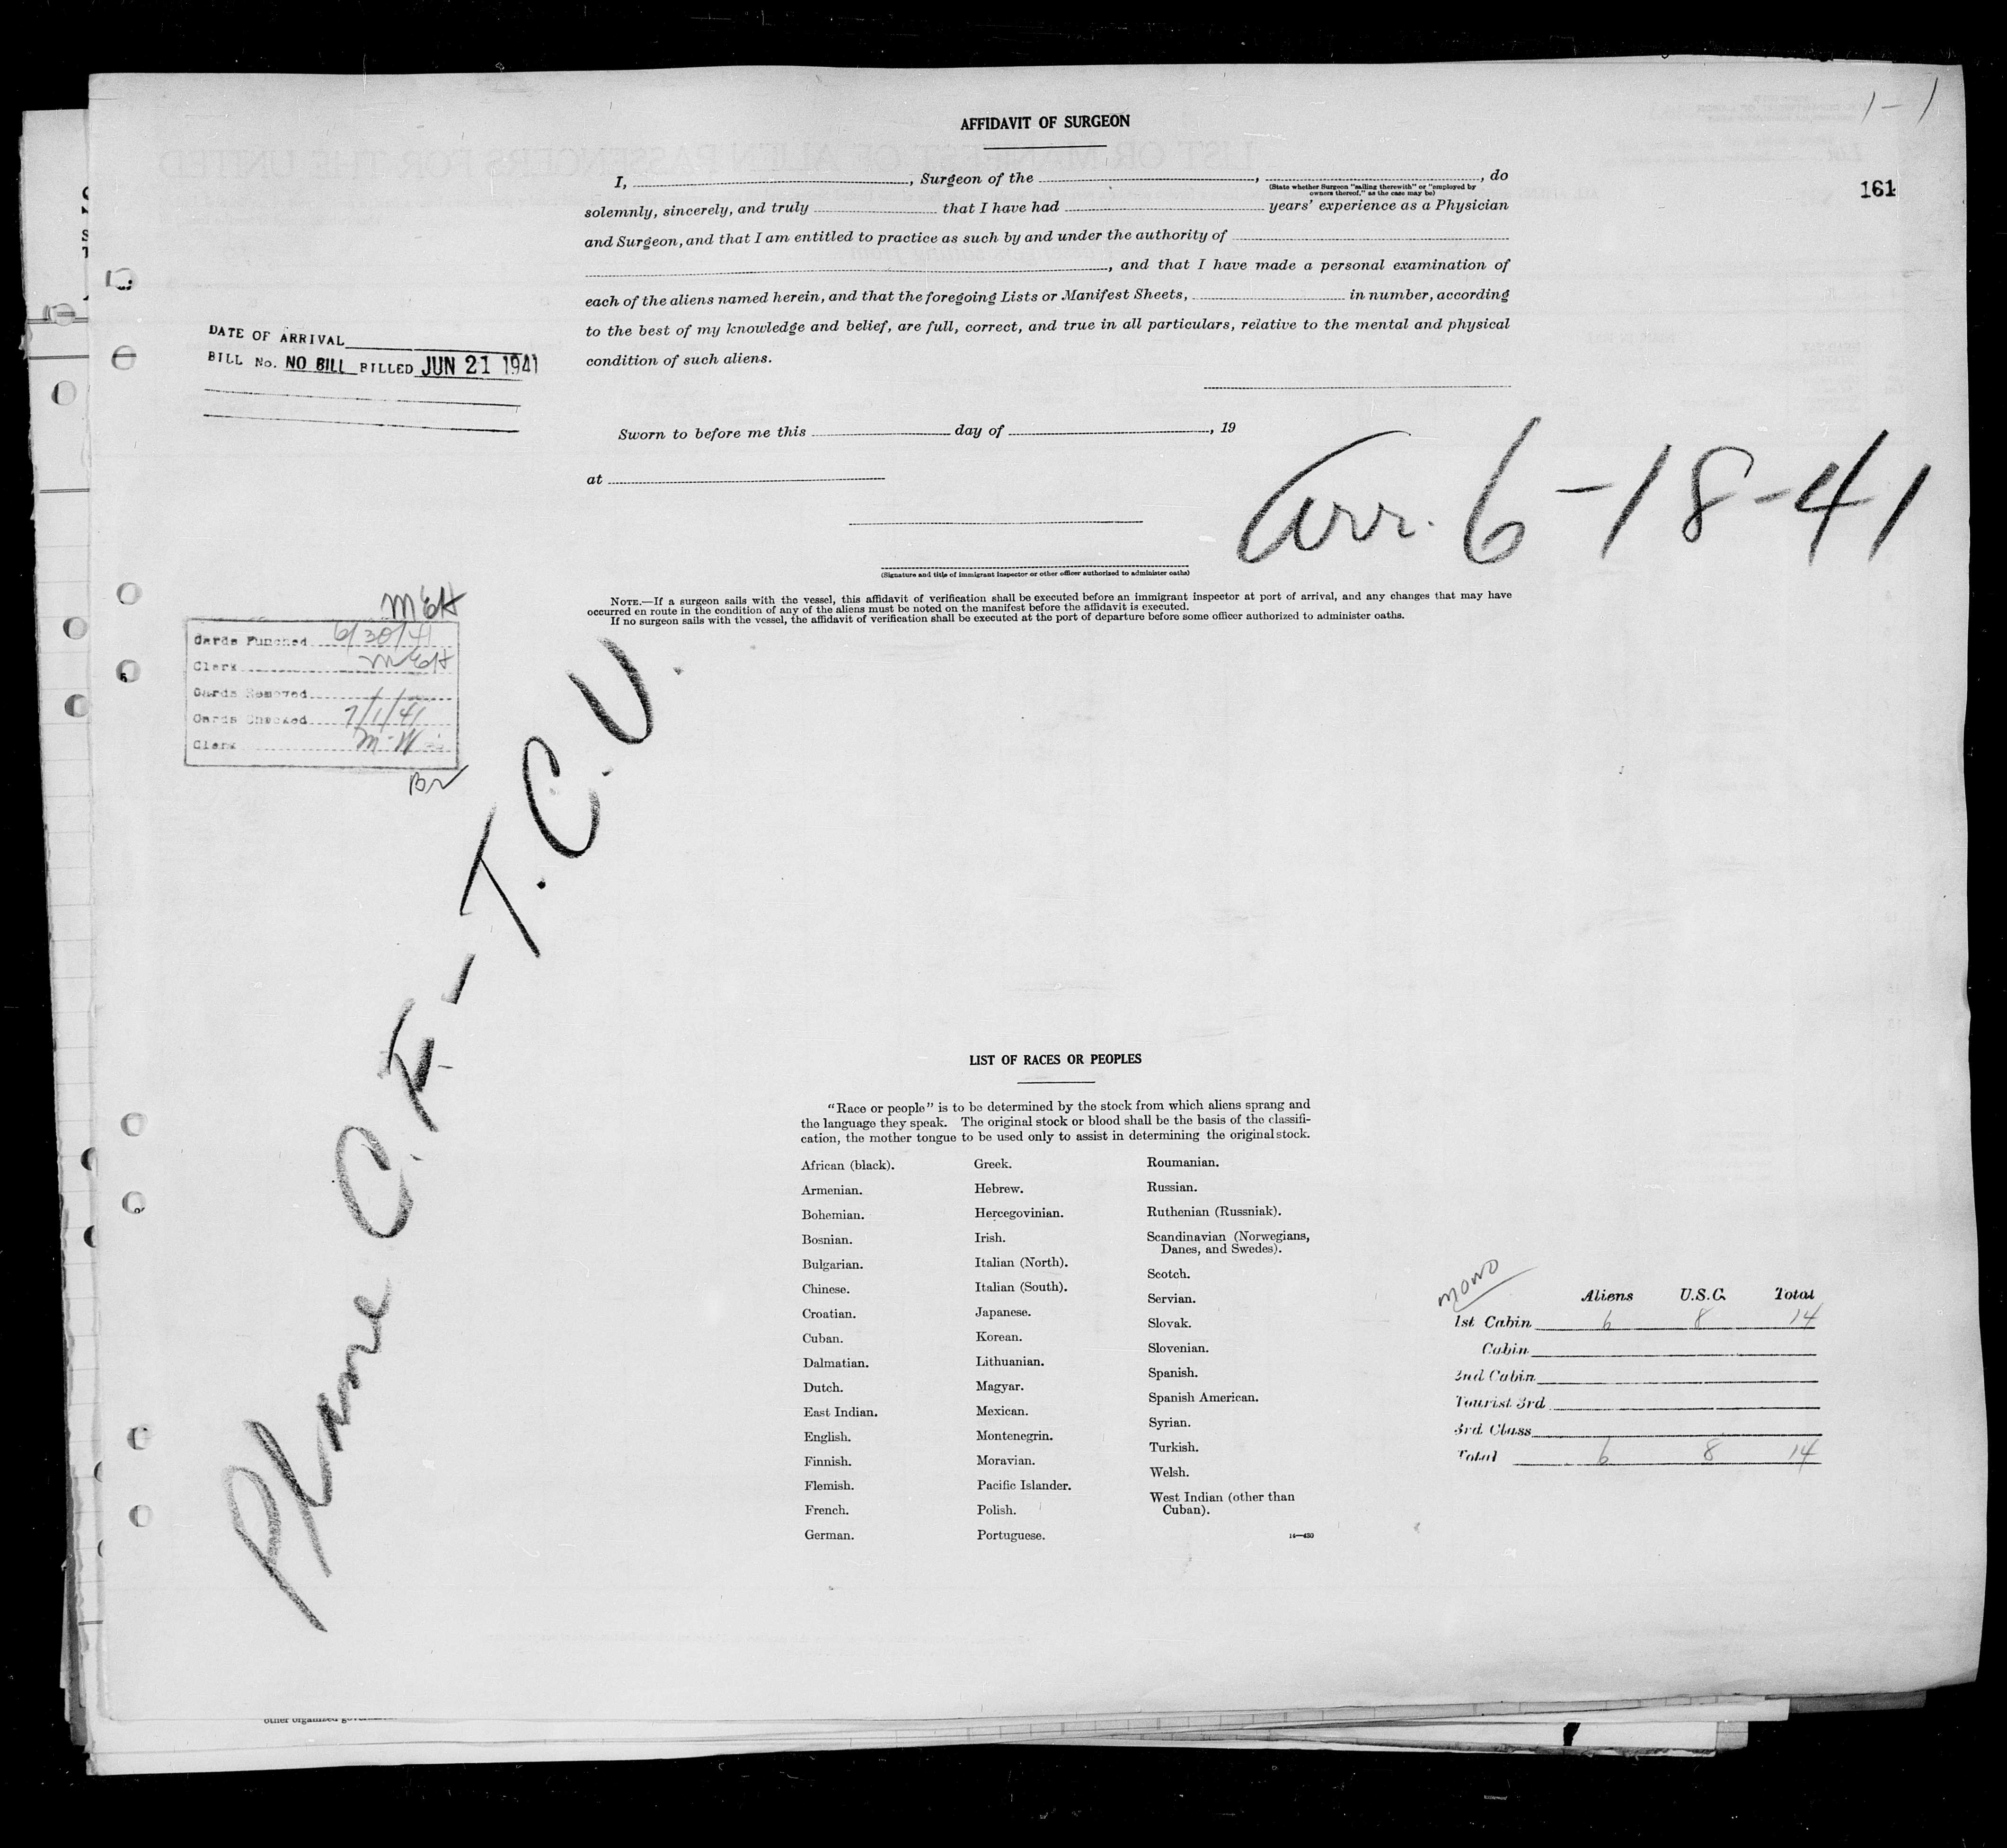 1-1
AFFIDAVIT OF SURGEON
161
I, , Surgeon of the , , do
(State whether Surgeon "sailing therewith" or "employed by
owners thereof," as the case may be)
solemnly, sincerely, and truly that I have had years' experience as a Physician
and Surgeon, and that I am entitled to practice as such by and under the authority of
, and that I have made a personal examination of
each of the aliens named herein, and that the foregoing Lists or Manifest Sheets, in number, according
to the best of my knowledge and belief, are full, correct, and true in all particulars, relative to the mental and physical
condition of such aliens.
DATE OF ARRIVAL
BILL No. NO BILL BILLED JUN 21 1941
Sworn to before me this day of , 19
at
Arr. 6-18-41
(Signature and title of immigrant inspector or other officer authorized to administer oaths)
NOTE.—If a surgeon sails with the vessel, this affidavit of verification shall be executed before an immigrant inspector at port of arrival, and any changes that may have
occurred en route in the condition of any of the aliens must be noted on the manifest before the affidavit is executed.
If no surgeon sails with the vessel, the affidavit of verification shall be executed at the port of departure before some officer authorized to administer oaths.
MEH
Cards Punched 6/30/41
Clerk MEH
Cards Removed
Cards Checked 7/1/41
Clerk
Plane C.F-T.C.U.
LIST OF RACES OR PEOPLES
"Race or people" is to be determined by the stock from which aliens sprang and
the language they speak. The original stock or blood shall be the basis of the classifi-
cation, the mother tongue to be used only to assist in determining the original stock.
African (black).
Armenian.
Bohemian.
Bosnian.
Bulgarian.
Chinese.
Croatian.
Cuban.
Dalmatian.
Dutch.
East Indian.
English.
Finnish.
Flemish.
French.
German.
Greek.
Hebrew.
Hercegovinian.
Irish.
Italian (North).
Italian (South).
Japanese.
Korean.
Lithuanian.
Magyar.
Mexican.
Montenegrin.
Moravian.
Pacific Islander.
Polish.
Portuguese.
Roumanian.
Russian.
Ruthenian (Russniak).
Scandinavian (Norwegians,
Danes, and Swedes).
Scotch.
Servian.
Slovak.
Slovenian.
Spanish.
Spanish American.
Syrian.
Turkish.
Welsh.
West Indian (other than
Cuban).
14—430
mono
Aliens U.S.C. Total
1st Cabin 6 8 14
Cabin
2nd Cabin
Tourist 3rd
3rd Class
Total 6 8 14